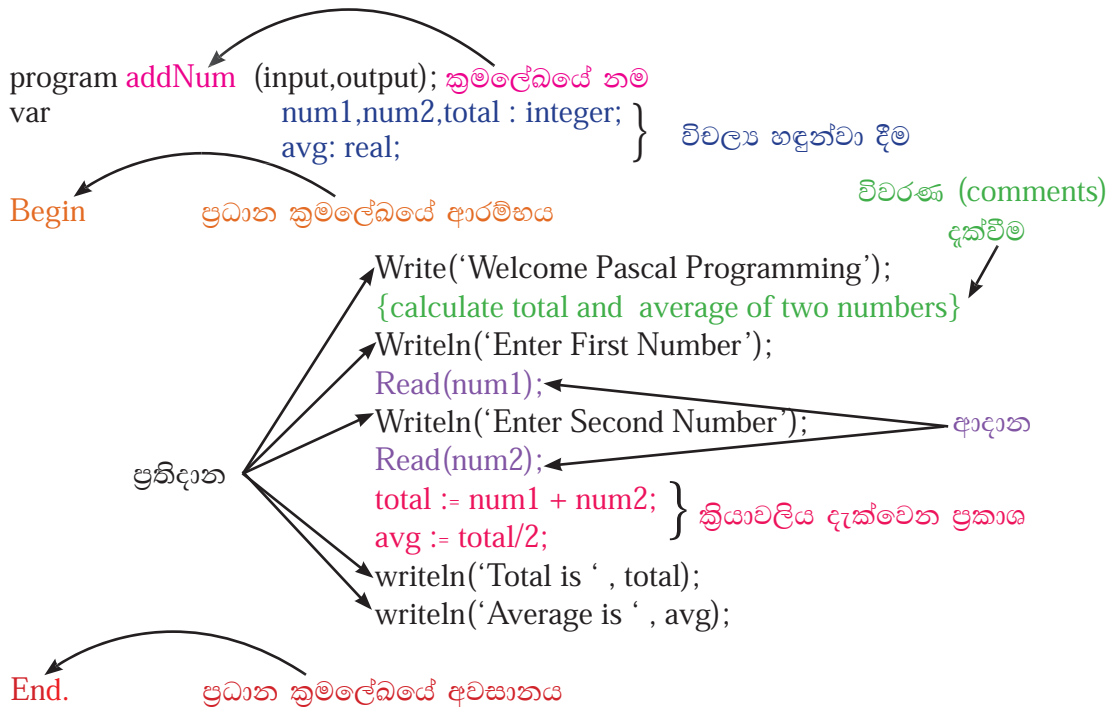 program addNum (input,output); ක්‍රමලේඛයේ නම
var num1,num2,total : integer;
avg: real;
විචල්‍ය හඳුන්වා දීම
Begin ප්‍රධාන ක්‍රමලේඛයේ ආරම්භය
විවරණ (comments)
දැක්වීම
Write(‘Welcome Pascal Programming’);
{calculate total and average of two numbers}
Writeln(‘Enter First Number’);
Read(num1);
Writeln(‘Enter Second Number’);
ආදාන
Read(num2);
ප්‍රතිදාන
total := num1 + num2;
ක්‍රියාවලිය දැක්වෙන ප්‍රකාශ
avg := total/2;
writeln(‘Total is ‘ , total);
writeln(‘Average is ‘ , avg);
End. ප්‍රධාන ක්‍රමලේඛයේ අවසානය